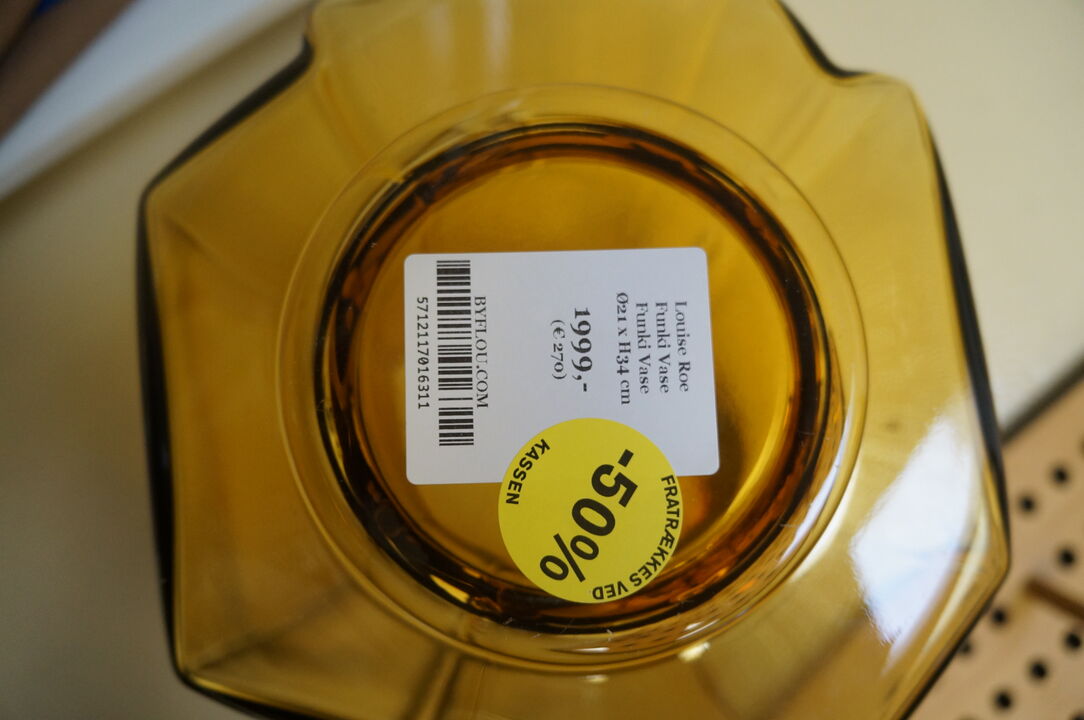 Louise Roe
Funki Vase
Funki Vase
Ø21 x H34 cm
1999,-
(€ 270)
BYFLOU.COM
5712117016311
-50%
FRATRÆKKES VED
KASSEN